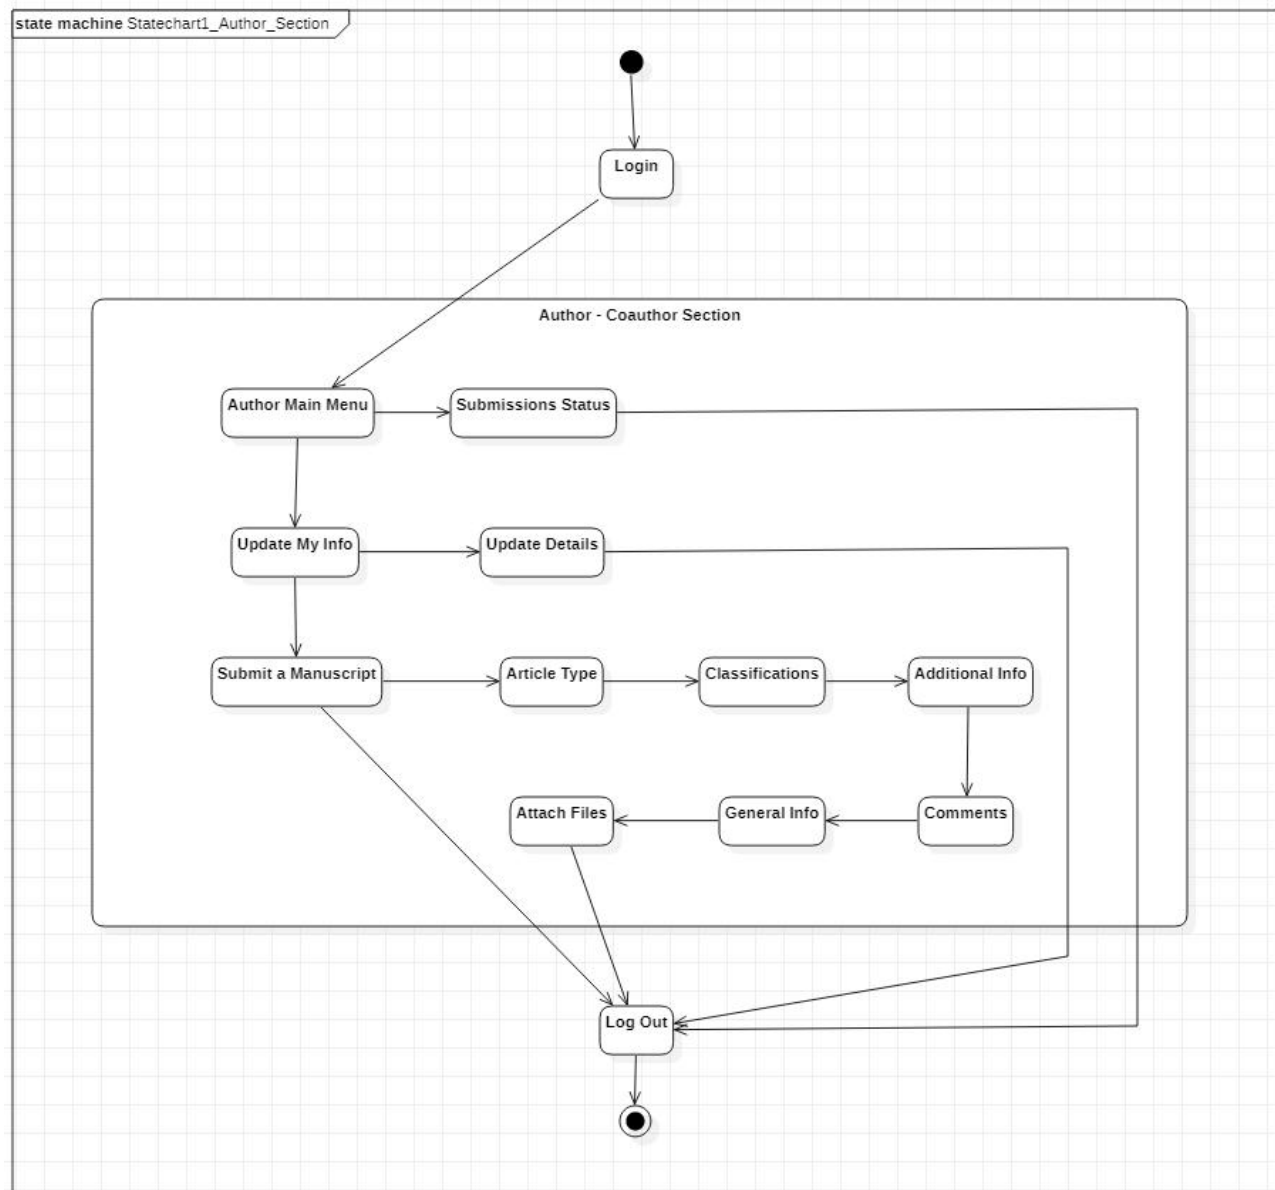 state machine Statechart1_Author_Section
Login
Author - Coauthor Section
Author Main Menu
Submissions Status
Update My Info
Update Details
Submit a Manuscript
Article Type
Classifications
Additional Info
Attach Files
General Info
Comments
Log Out